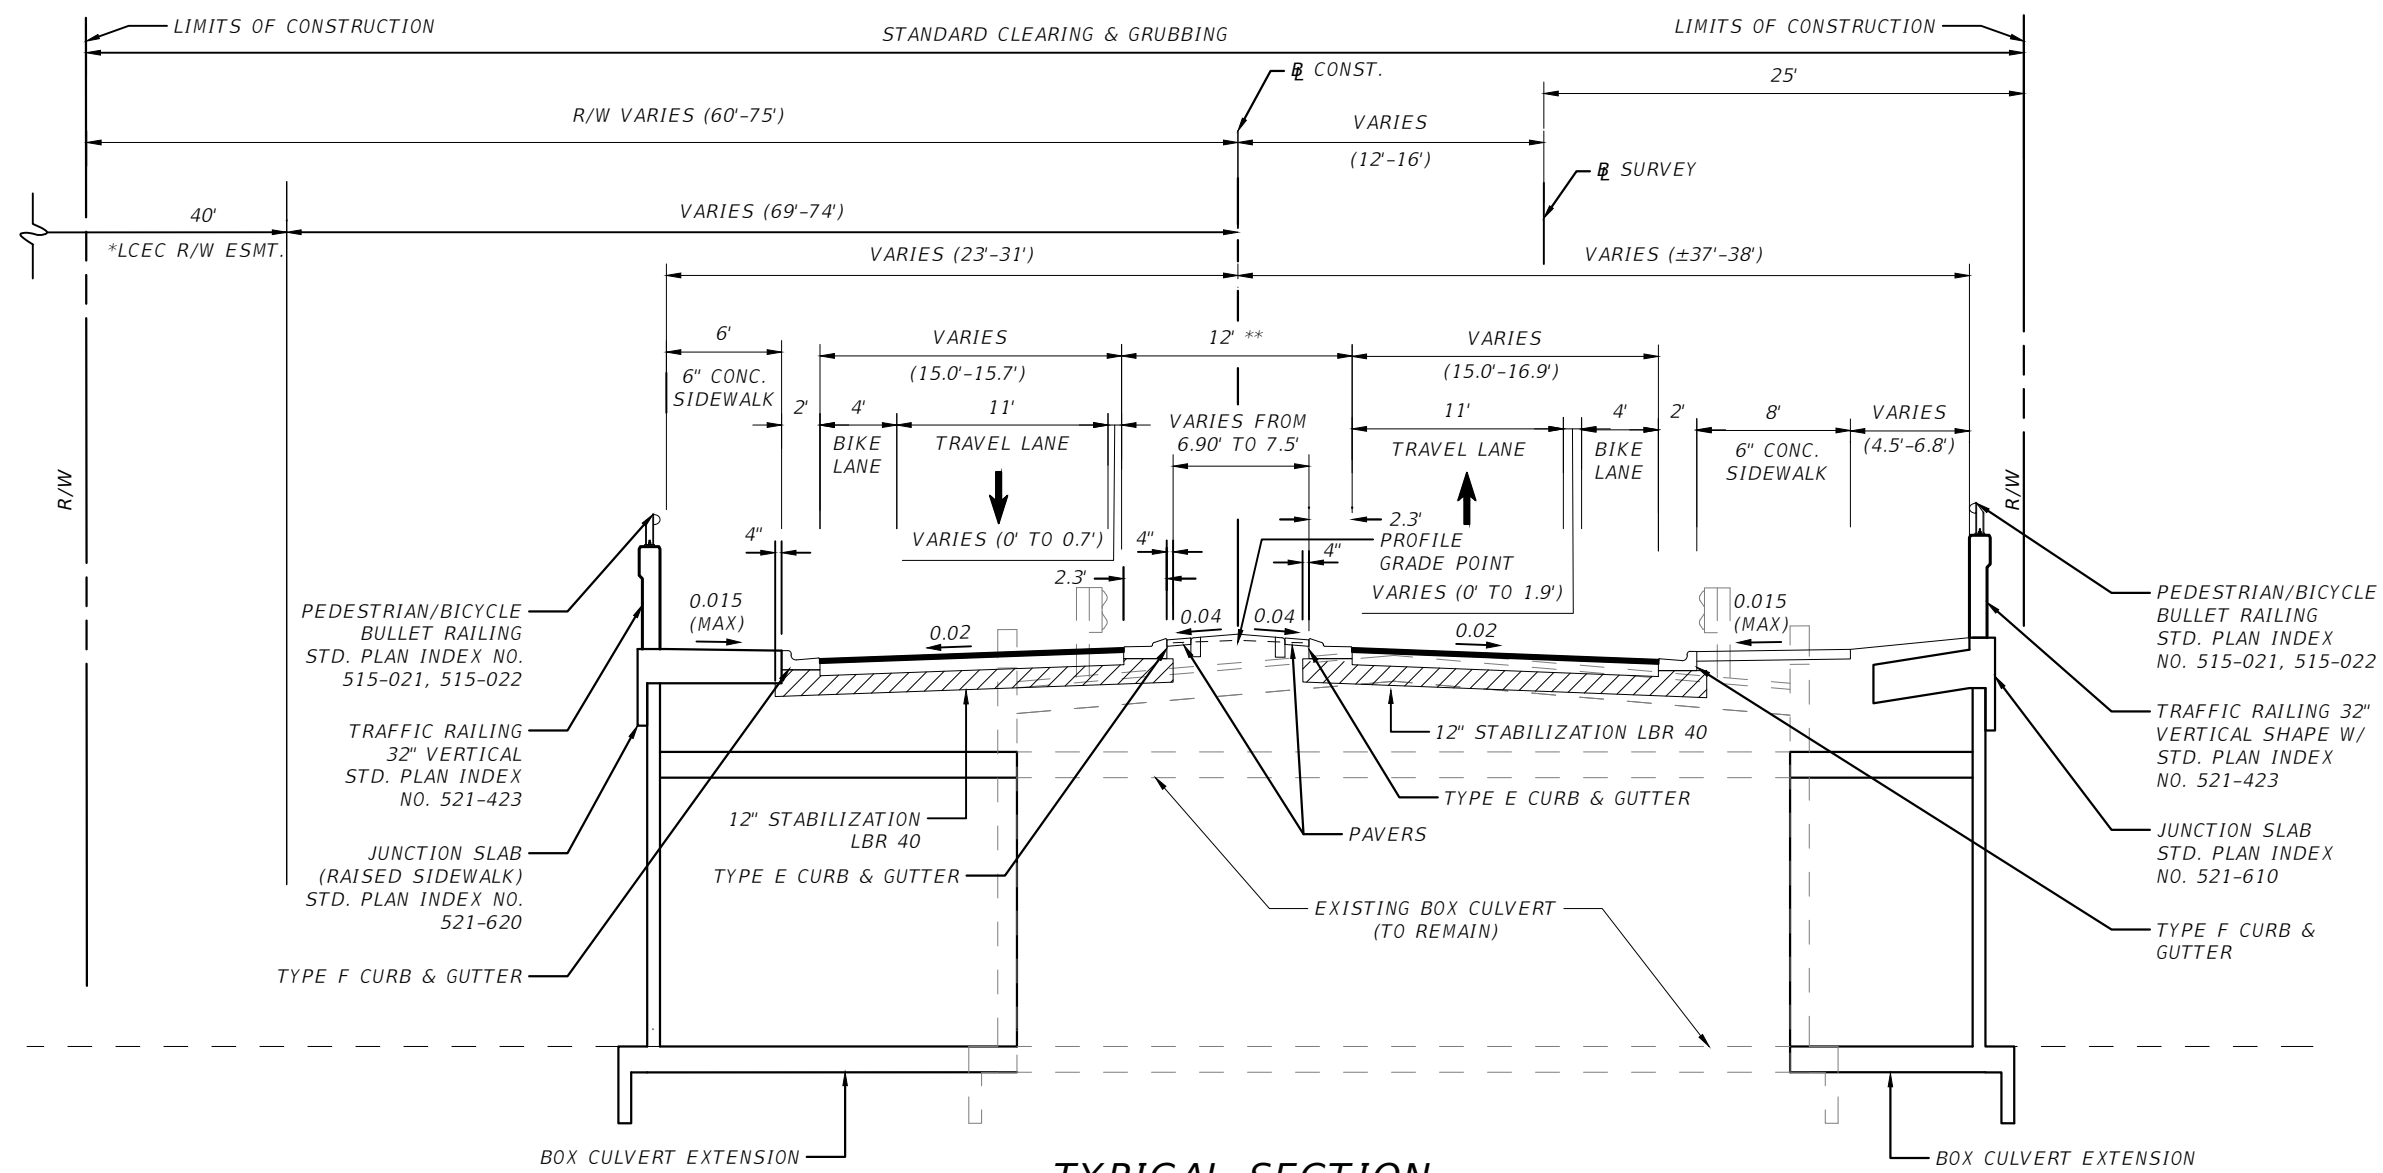 LIMITS OF CONSTRUCTION
STANDARD CLEARING & GRUBBING
LIMITS OF CONSTRUCTION
BL CONST.
25'
R/W VARIES (60'-75')
VARIES
(12'-16')
BL SURVEY
40'
*LCEC R/W ESMT.
VARIES (69'-74')
VARIES (23'-31')
VARIES (±37'-38')
6'
6" CONC.
SIDEWALK
VARIES
(15.0'-15.7')
12' **
VARIES
(15.0'-16.9')
2'
4'
BIKE
LANE
11'
TRAVEL LANE
VARIES FROM
6.90' TO 7.5'
11'
TRAVEL LANE
4'
BIKE
LANE
2'
8'
6" CONC.
SIDEWALK
VARIES
(4.5'-6.8')
R/W
R/W
4"
VARIES (0' TO 0.7')
4"
2.3'
2.3'
PROFILE
GRADE POINT
4"
VARIES (0' TO 1.9')
0.015
(MAX)
0.02
0.04
0.04
0.02
0.015
(MAX)
PEDESTRIAN/BICYCLE
BULLET RAILING
STD. PLAN INDEX NO.
515-021, 515-022
TRAFFIC RAILING
32" VERTICAL
STD. PLAN INDEX
NO. 521-423
JUNCTION SLAB
(RAISED SIDEWALK)
STD. PLAN INDEX NO.
521-620
TYPE F CURB & GUTTER
12" STABILIZATION
LBR 40
TYPE E CURB & GUTTER
12" STABILIZATION LBR 40
TYPE E CURB & GUTTER
PAVERS
EXISTING BOX CULVERT
(TO REMAIN)
PEDESTRIAN/BICYCLE
BULLET RAILING
STD. PLAN INDEX
NO. 515-021, 515-022
TRAFFIC RAILING 32"
VERTICAL SHAPE W/
STD. PLAN INDEX
NO. 521-423
JUNCTION SLAB
STD. PLAN INDEX
NO. 521-610
TYPE F CURB &
GUTTER
BOX CULVERT EXTENSION
BOX CULVERT EXTENSION
TYPICAL SECTION